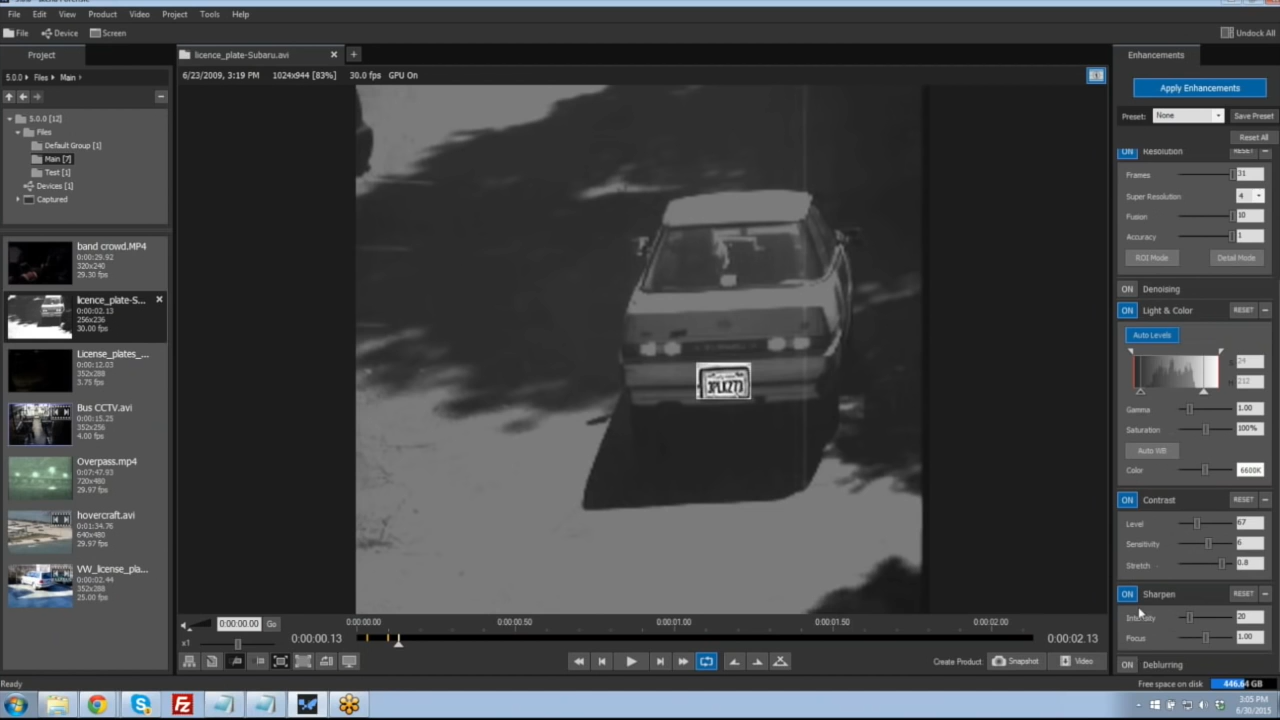 File Edit View Product Video Project Tools Help
File Device Screen Undock All
Project
licence_plate-Subaru.avi
Enhancements
5.0.0 Files Main
6/23/2009, 3:19 PM 1024x944 [83%] 30.0 fps GPU On
Apply Enhancements
Preset: None Save Preset
Reset All
5.0.0 [12]
Files
Default Group [1]
Main [7]
Test [1]
Devices [1]
Captured
ON Resolution RESET
Frames 31
Super Resolution 4
Fusion 10
Accuracy 1
ROI Mode Detail Mode
ON Denoising
ON Light & Color RESET
Auto Levels
24
212
Gamma 1.00
Saturation 100%
Auto WB
Color 6600K
ON Contrast RESET
Level 67
Sensitivity 6
Stretch 0.8
ON Sharpen RESET
Intensity 20
Focus 1.00
ON Deblurring
band crowd.MP4
0:00:29.92
320x240
29.30 fps
licence_plate-S...
0:00:02.13
256x236
30.00 fps
License_plates_...
0:00:12.03
352x288
3.75 fps
Bus CCTV.avi
0:00:15.25
352x256
4.00 fps
Overpass.mp4
0:07:47.93
720x480
29.97 fps
hovercraft.avi
0:01:34.76
640x480
29.97 fps
VW_license_pla...
0:00:02.44
352x288
25.00 fps
0:00:00.00 Go
x1
0:00:00.13
0:00:00.00 0:00:00.50 0:00:01.00 0:00:01.50 0:00:02.00
0:00:02.13
Create Product: Snapshot Video
Ready
Free space on disk 446.64 GB
3:05 PM
6/30/2015